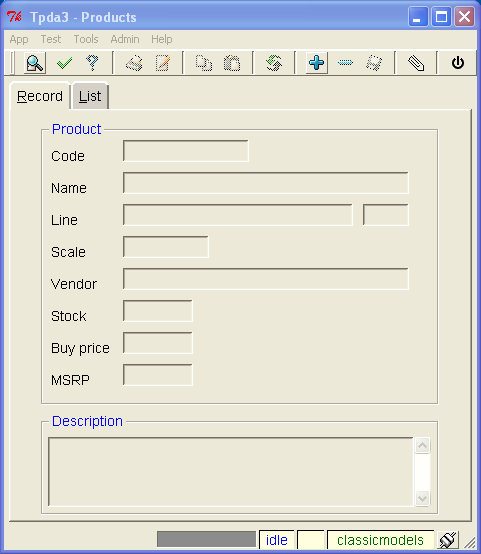 Tpda3 - Products
App Test Tools Admin Help
Record List
Product
Code
Name
Line
Scale
Vendor
Stock
Buy price
MSRP
Description
idle classicmodels